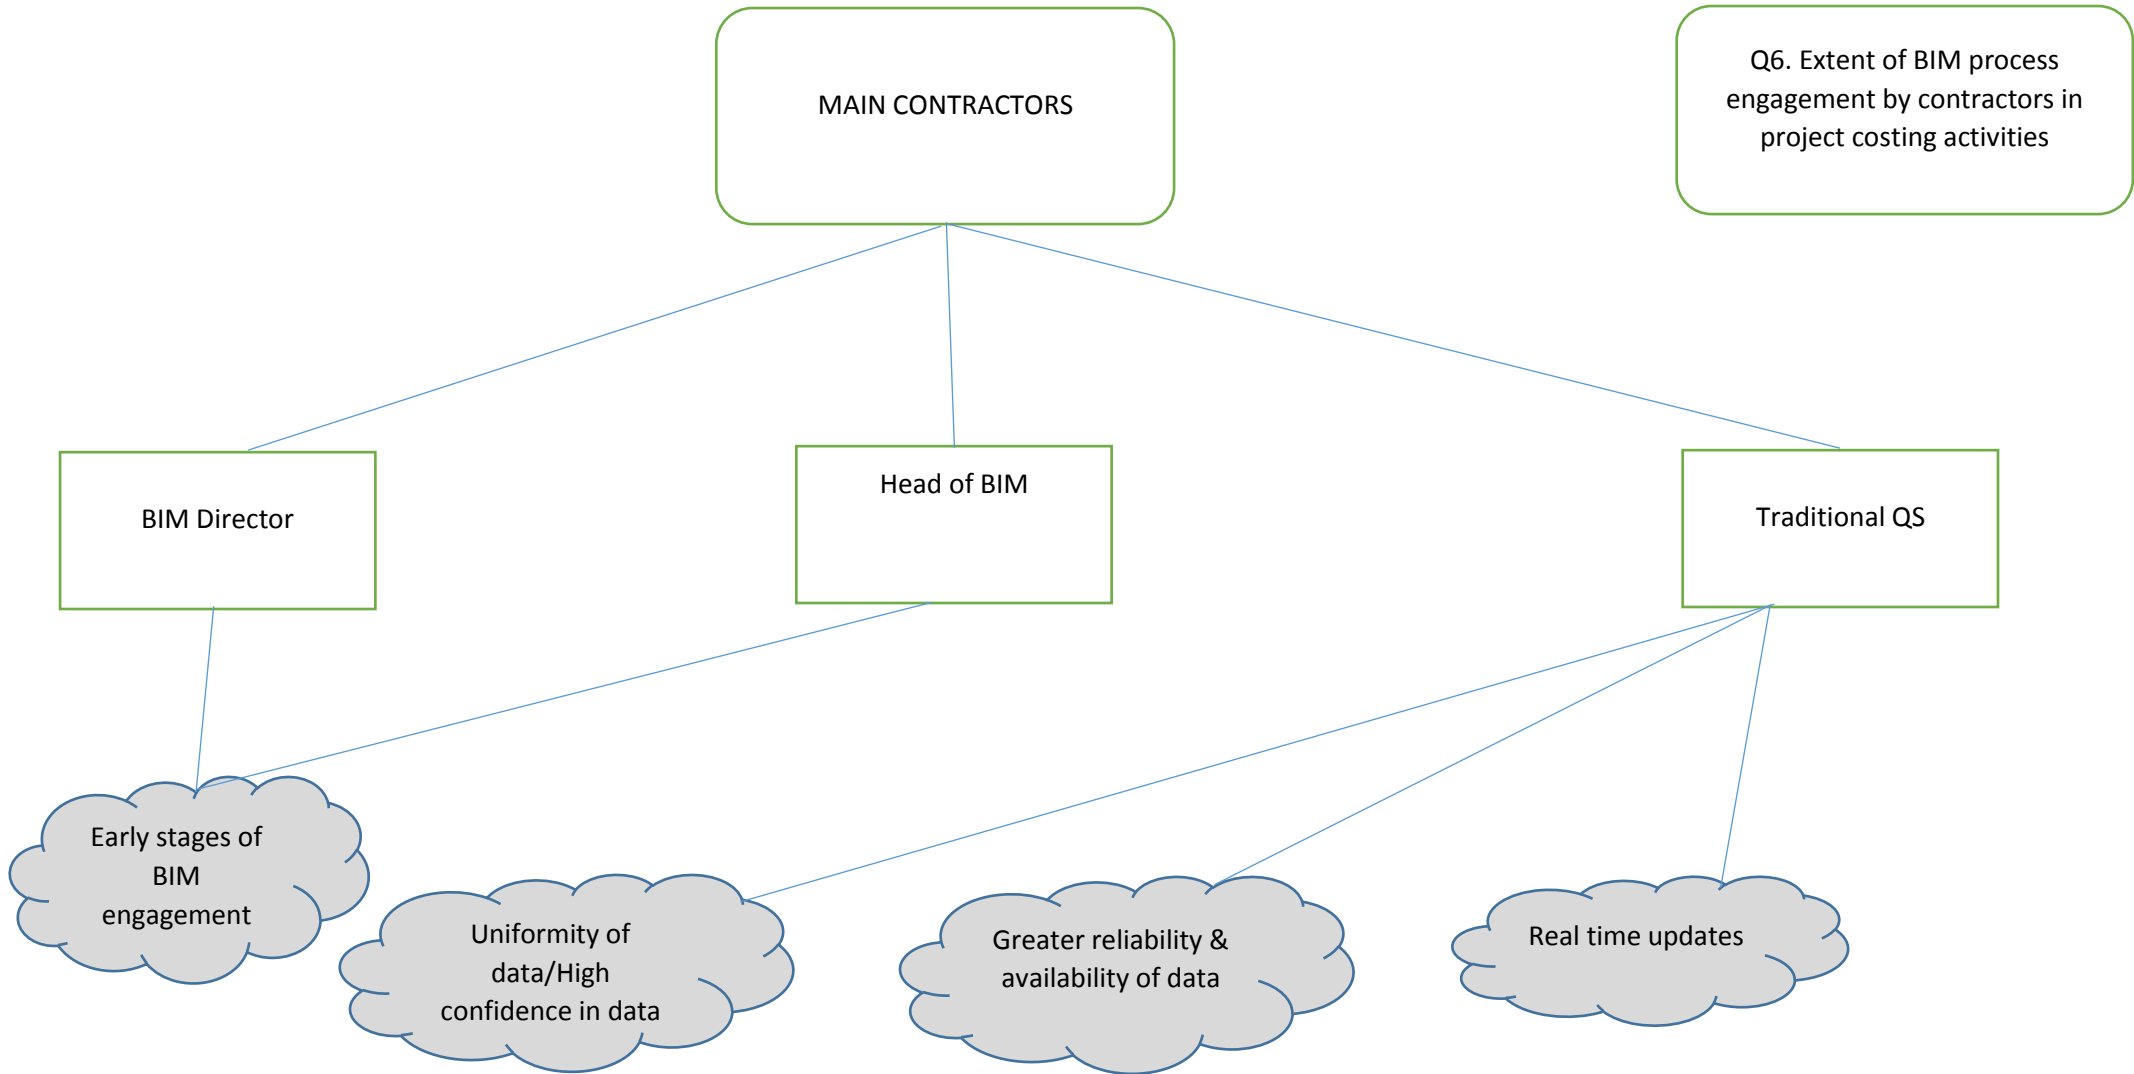 MAIN CONTRACTORS
Q6. Extent of BIM process
engagement by contractors in
project costing activities
BIM Director
Head of BIM
Traditional QS
Early stages of
BIM
engagement
Uniformity of
data/High
confidence in data
Greater reliability &
availability of data
Real time updates